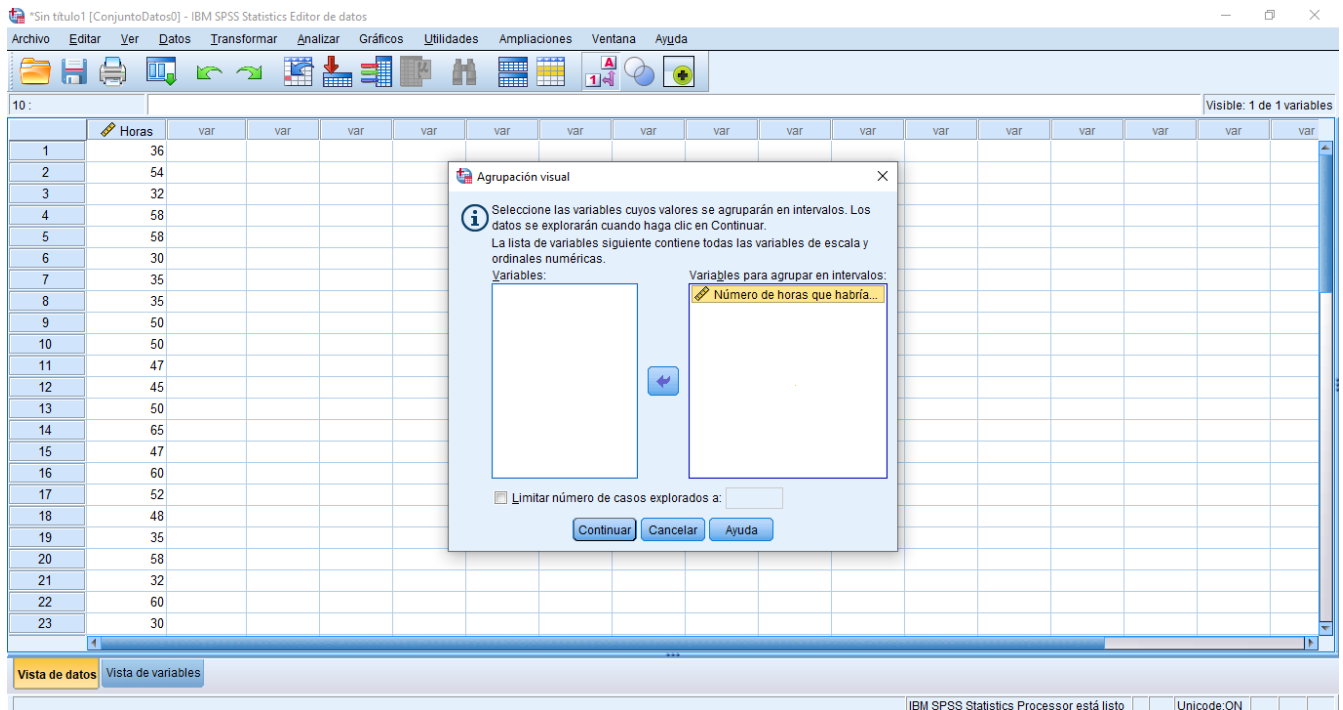 *Sin título1 [ConjuntoDatos0] - IBM SPSS Statistics Editor de datos
Archivo Editar Ver Datos Transformar Analizar Gráficos Utilidades Ampliaciones Ventana Ayuda
10 :
Visible: 1 de 1 variables
Horas var var var var var var var var var var var var var var var var
1 36
2 54
3 32
4 58
5 58
6 30
7 35
8 35
9 50
10 50
11 47
12 45
13 50
14 65
15 47
16 60
17 52
18 48
19 35
20 58
21 32
22 60
23 30
Agrupación visual
Seleccione las variables cuyos valores se agruparán en intervalos. Los
datos se explorarán cuando haga clic en Continuar.
La lista de variables siguiente contiene todas las variables de escala y
ordinales numéricas.
Variables:
Variables para agrupar en intervalos:
Número de horas que habría...
Limitar número de casos explorados a:
Continuar Cancelar Ayuda
Vista de datos Vista de variables
IBM SPSS Statistics Processor está listo Unicode:ON